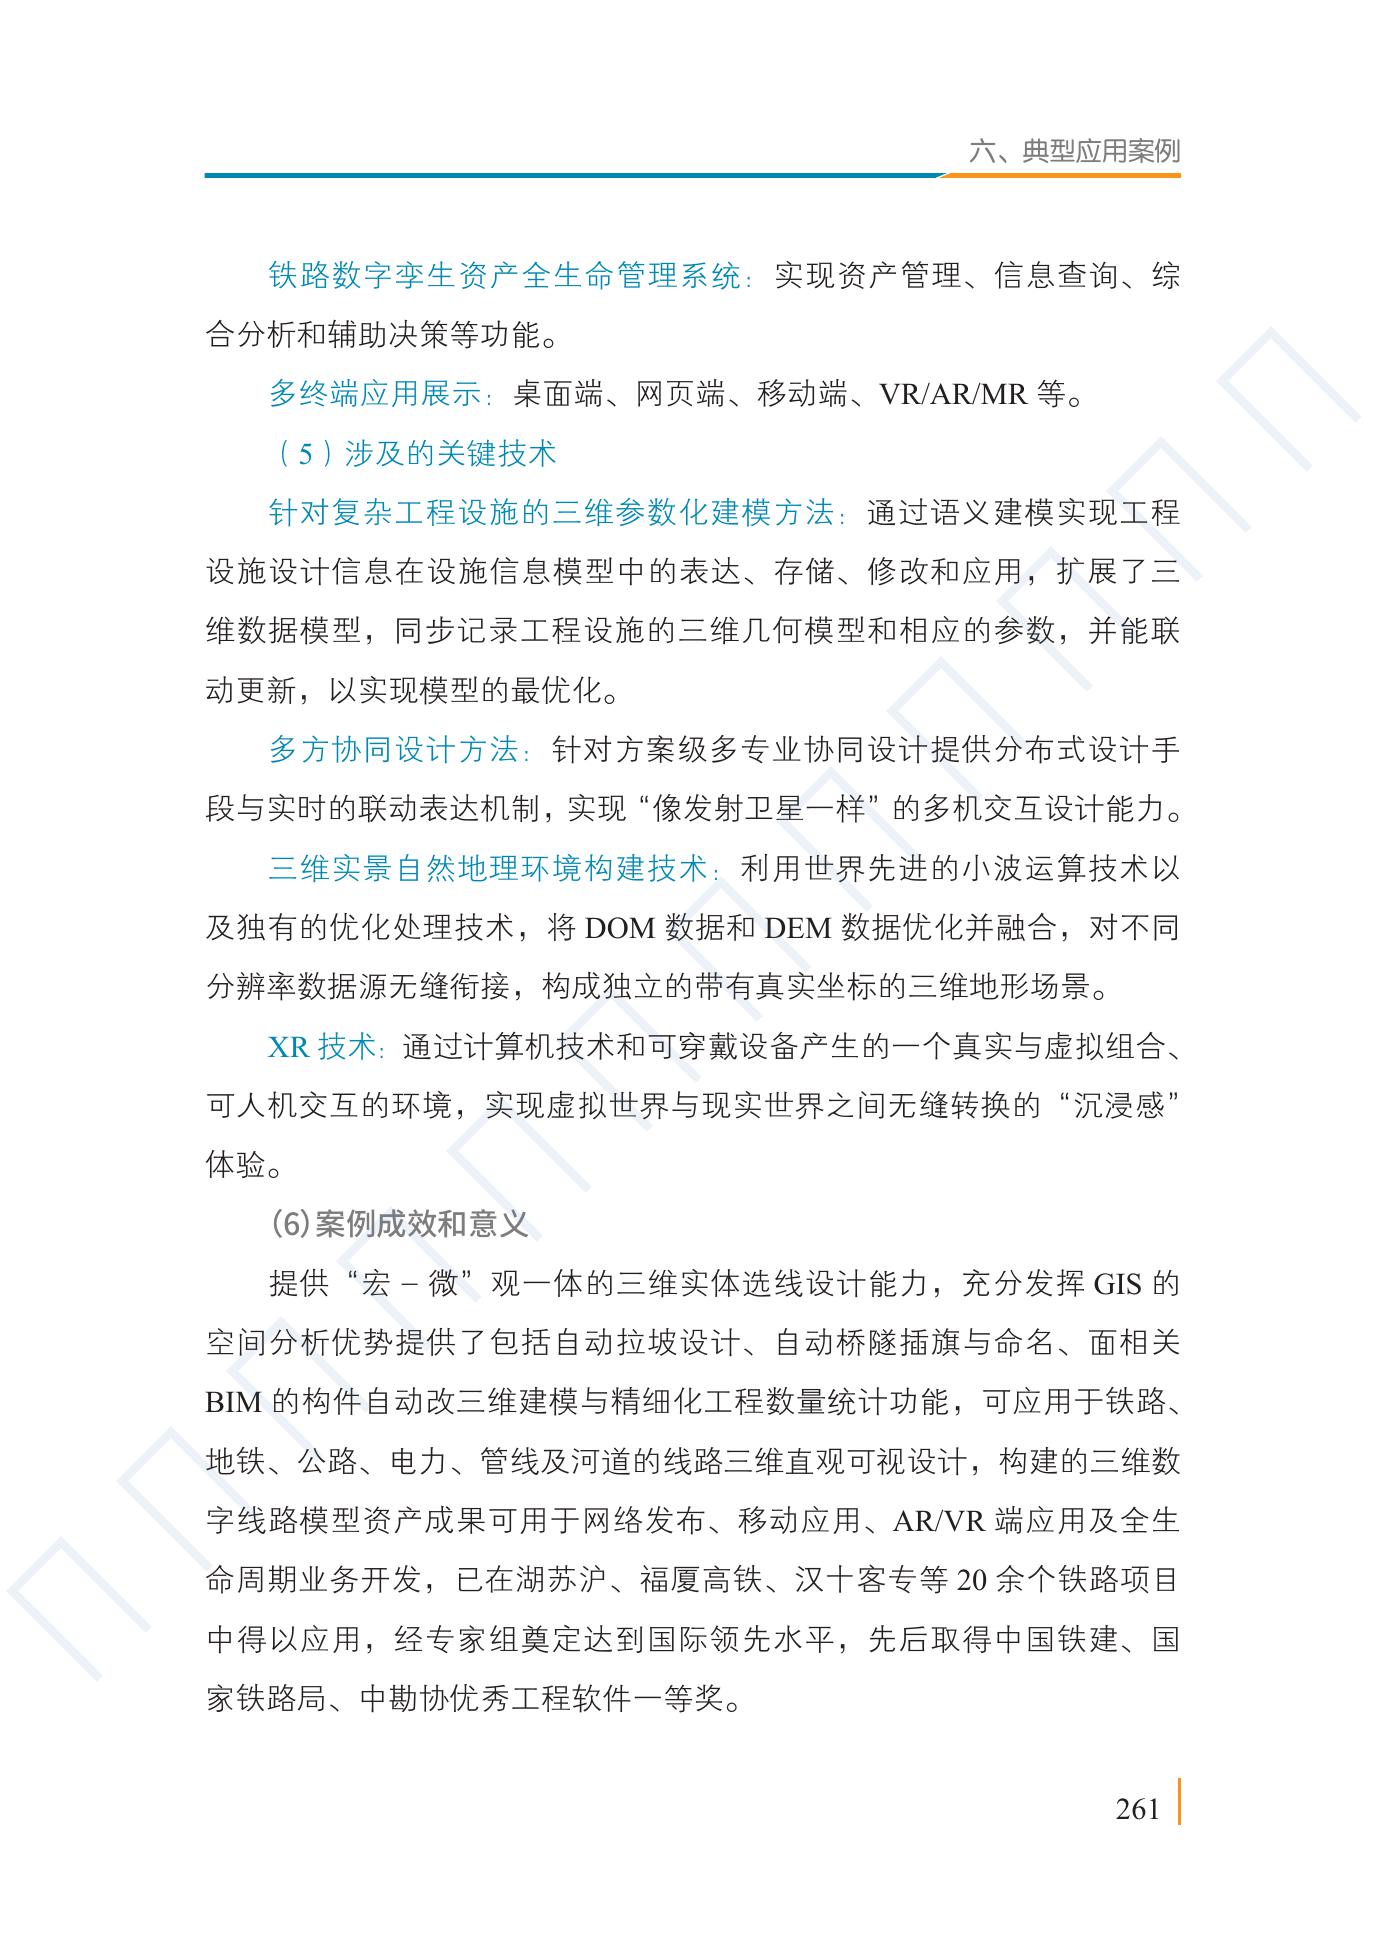 六、典型应用案例
铁路数字孪生资产全生命管理系统：实现资产管理、信息查询、综
合分析和辅助决策等功能。
多终端应用展示：桌面端、网页端、移动端、VR/AR/MR 等。
（5）涉及的关键技术
针对复杂工程设施的三维参数化建模方法：通过语义建模实现工程
设施设计信息在设施信息模型中的表达、存储、修改和应用，扩展了三
维数据模型，同步记录工程设施的三维几何模型和相应的参数，并能联
动更新，以实现模型的最优化。
多方协同设计方法：针对方案级多专业协同设计提供分布式设计手
段与实时的联动表达机制，实现“像发射卫星一样”的多机交互设计能力。
三维实景自然地理环境构建技术：利用世界先进的小波运算技术以
及独有的优化处理技术，将 DOM 数据和 DEM 数据优化并融合，对不同
分辨率数据源无缝衔接，构成独立的带有真实坐标的三维地形场景。
XR 技术：通过计算机技术和可穿戴设备产生的一个真实与虚拟组合、
可人机交互的环境，实现虚拟世界与现实世界之间无缝转换的“沉浸感”
体验。
(6)案例成效和意义
提供“宏 – 微”观一体的三维实体选线设计能力，充分发挥 GIS 的
空间分析优势提供了包括自动拉坡设计、自动桥隧插旗与命名、面相关
BIM 的构件自动改三维建模与精细化工程数量统计功能，可应用于铁路、
地铁、公路、电力、管线及河道的线路三维直观可视设计，构建的三维数
字线路模型资产成果可用于网络发布、移动应用、AR/VR 端应用及全生
命周期业务开发，已在湖苏沪、福厦高铁、汉十客专等 20 余个铁路项目
中得以应用，经专家组奠定达到国际领先水平，先后取得中国铁建、国
家铁路局、中勘协优秀工程软件一等奖。
261